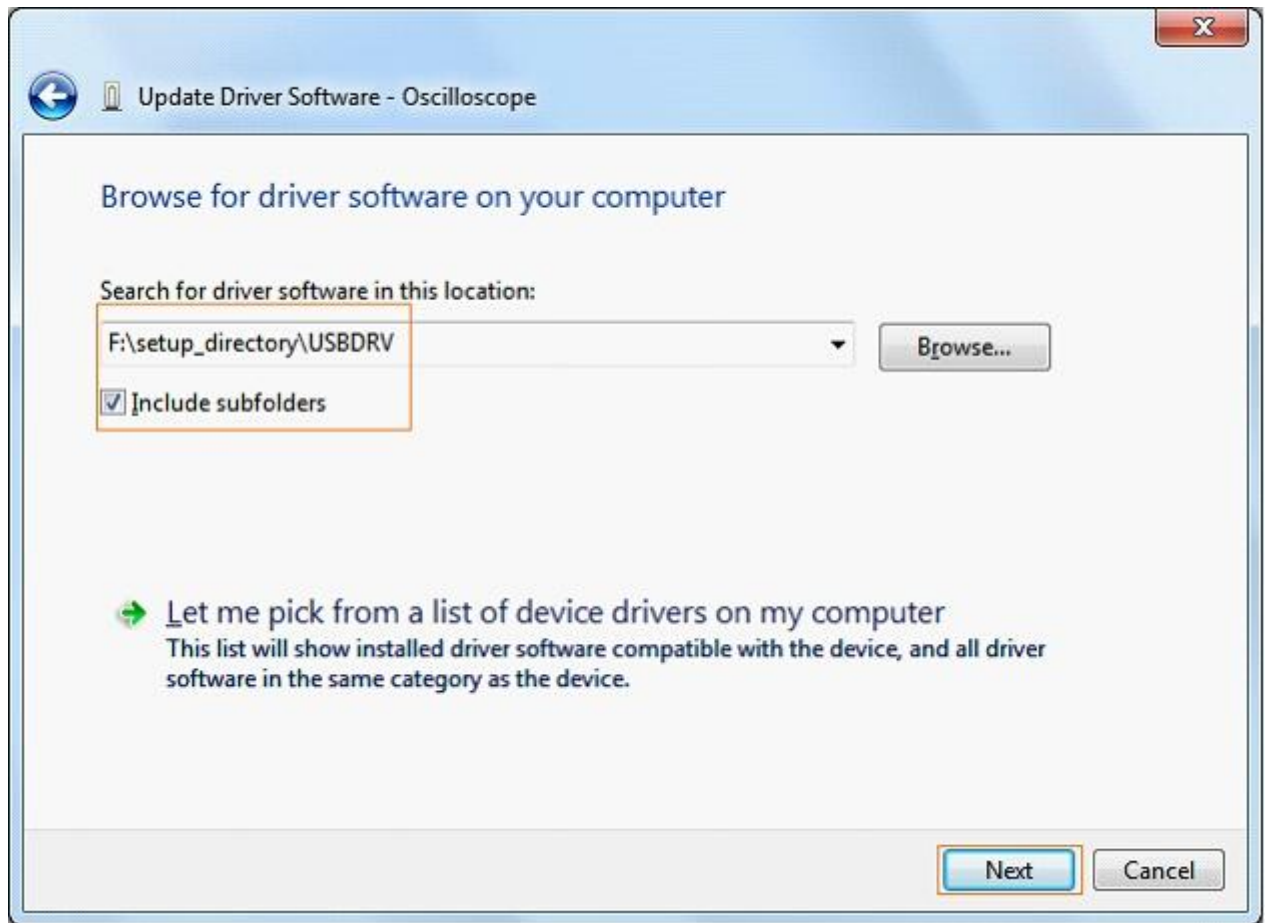 Update Driver Software - Oscilloscope
Browse for driver software on your computer
Search for driver software in this location:
F:\setup_directory\USBDRV
Browse...
Include subfolders
Let me pick from a list of device drivers on my computer
This list will show installed driver software compatible with the device, and all driver
software in the same category as the device.
Next
Cancel